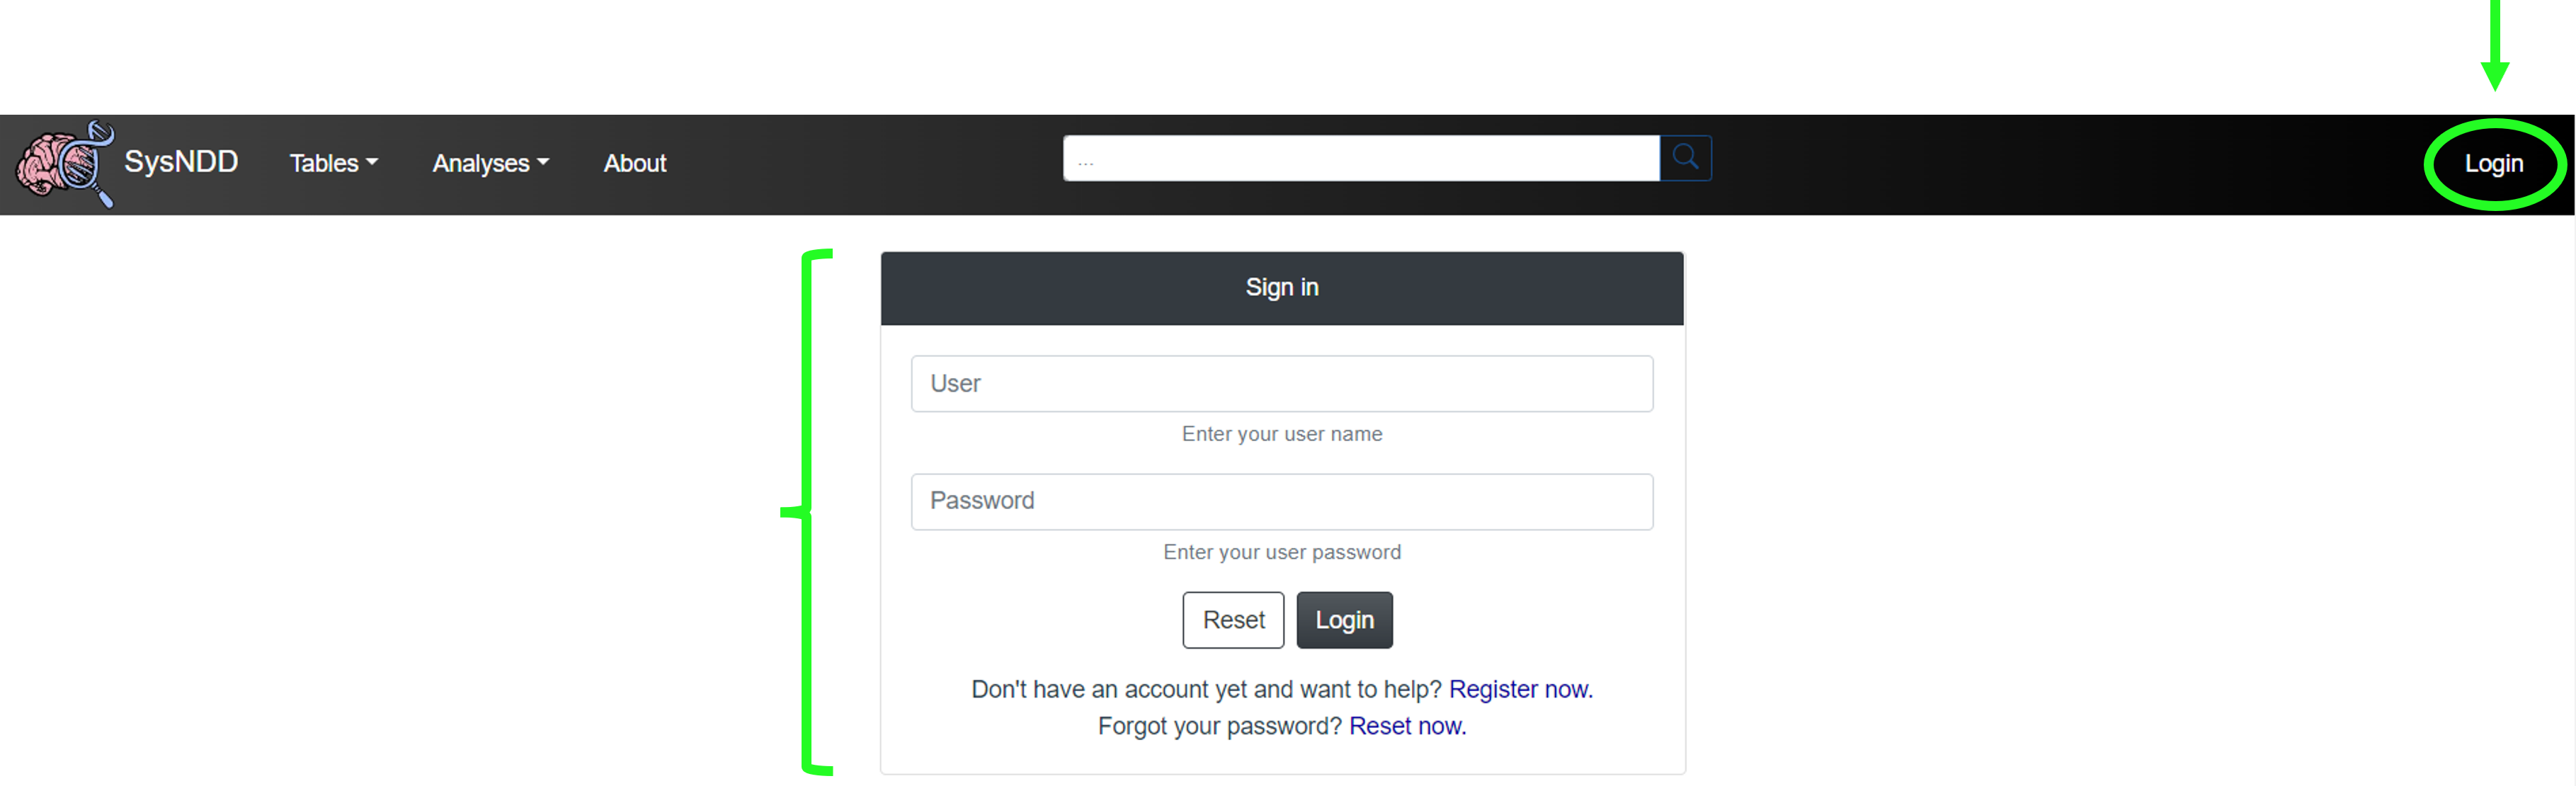 SysNDD Tables Analyses About ... Login
Sign in
User
Enter your user name
Password
Enter your user password
Reset Login
Don't have an account yet and want to help? Register now.
Forgot your password? Reset now.